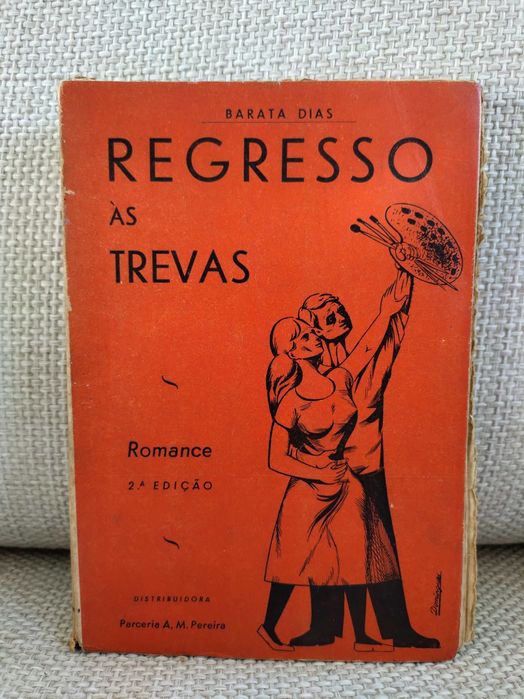 BARATA DIAS
REGRESSO
ÀS
TREVAS
Romance
2.ª EDIÇÃO
DISTRIBUIDORA
Parceria A. M. Pereira